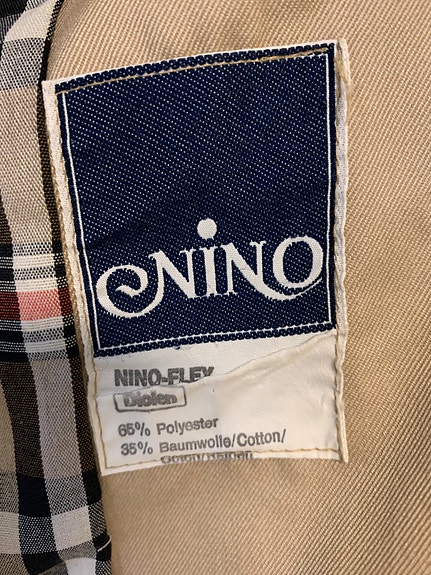 NINO
NINO-FLEX
Diolen
65% Polyester
35% Baumwolle/Cotton/